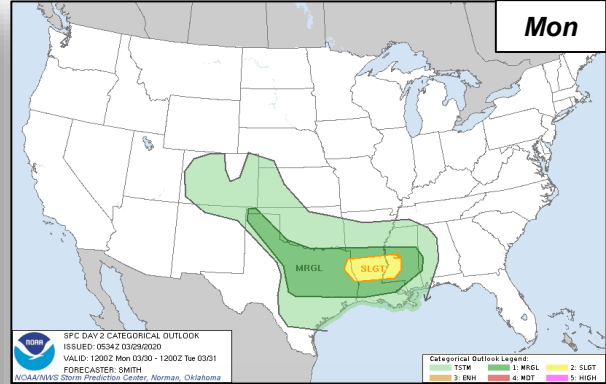 Mon
MRGL
SLGT
NOAA
SPC DAY 2 CATEGORICAL OUTLOOK
ISSUED: 0534Z 03/29/2020
VALID: 1200Z Mon 03/30 - 1200Z Tue 03/31
FORECASTER: SMITH
NOAA/NWS Storm Prediction Center, Norman, Oklahoma
Categorical Outlook Legend:
TSTM 1: MRGL 2: SLGT
3: ENH 4: MDT 5: HIGH